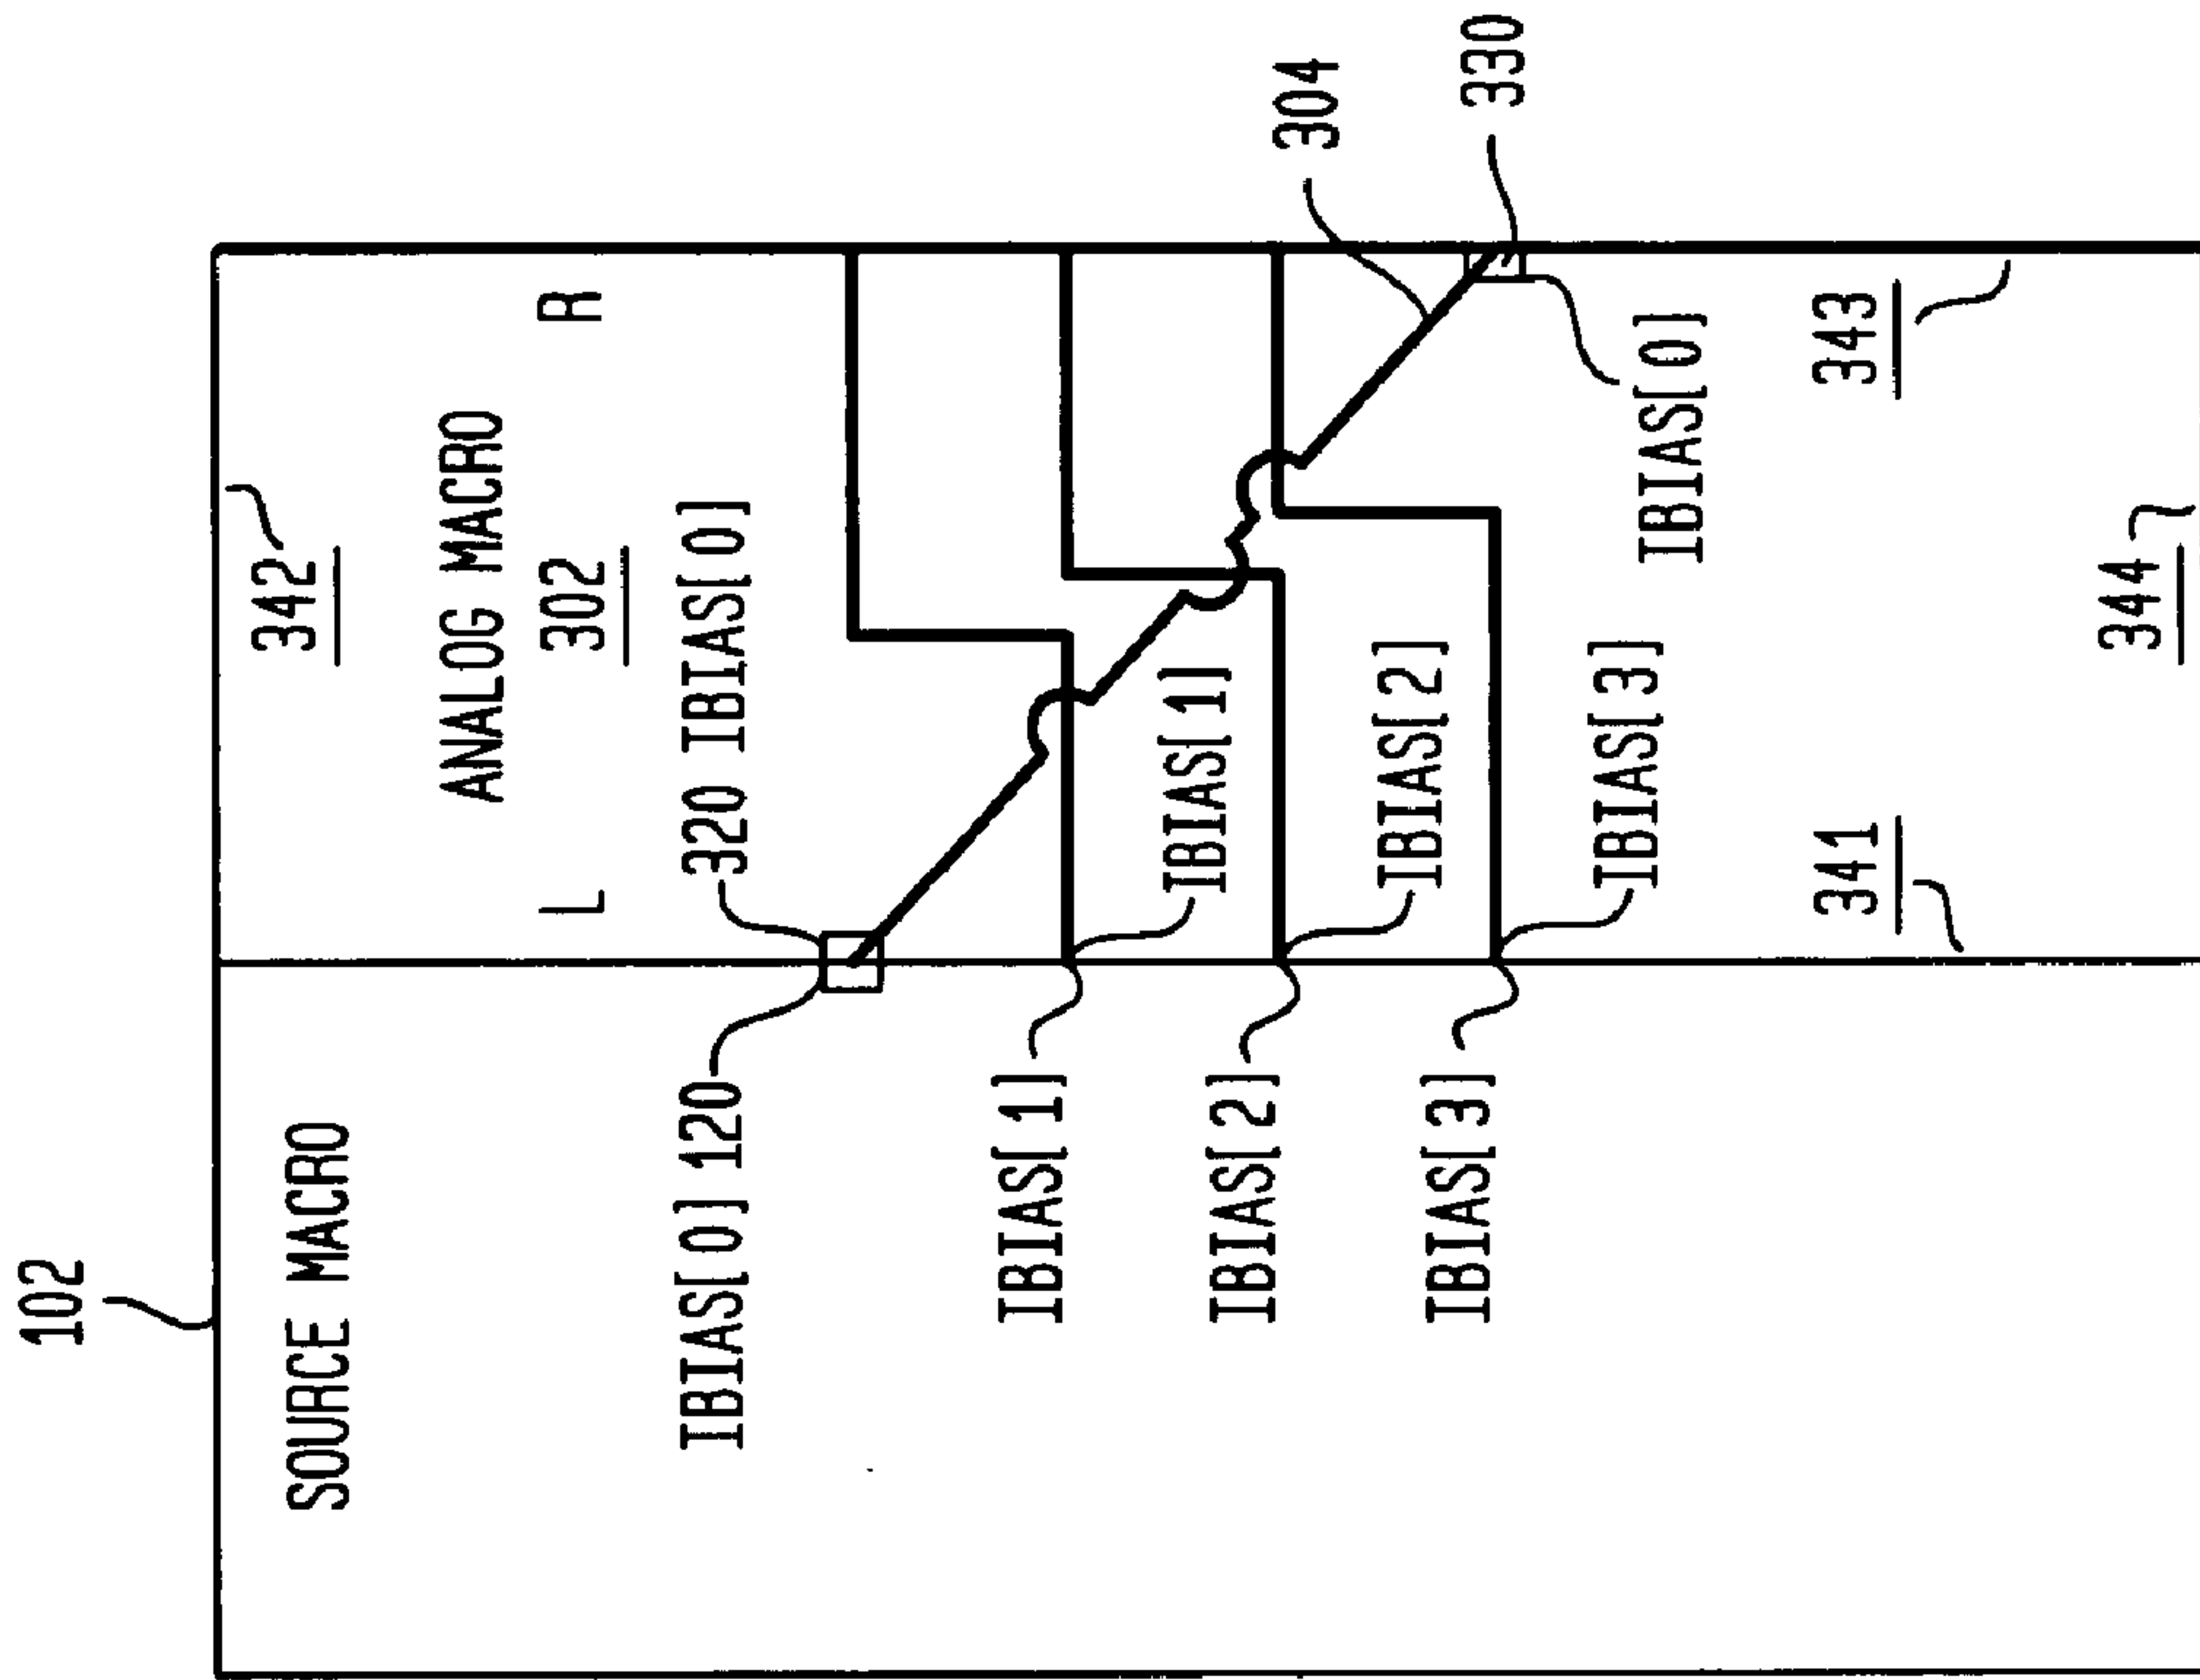 102
SOURCE MACRO
342
ANALOG MACRO
L 302 R
IBIAS[0] 120
320 IBIAS[0]
IBIAS[1]
IBIAS[1]
IBIAS[2]
IBIAS[2]
IBIAS[3]
IBIAS[3]
304
330
IBIAS[0]
341
343
344